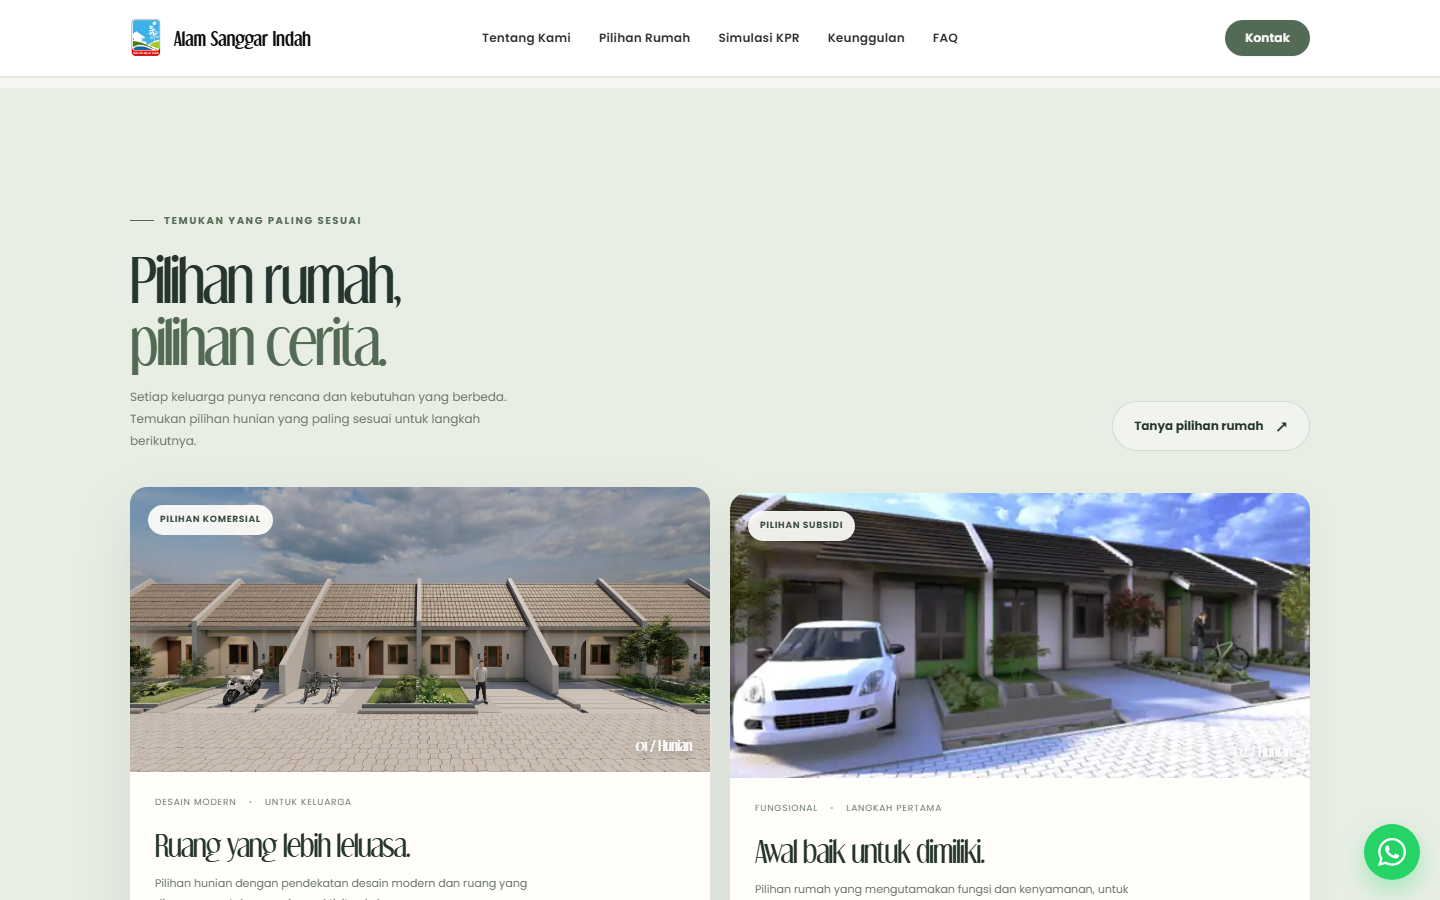 Alam Sanggar Indah
Tentang Kami
Pilihan Rumah
Simulasi KPR
Keunggulan
FAQ
Kontak
TEMUKAN YANG PALING SESUAI
Pilihan rumah,
pilihan cerita.
Setiap keluarga punya rencana dan kebutuhan yang berbeda.
Temukan pilihan hunian yang paling sesuai untuk langkah
berikutnya.
Tanya pilihan rumah ↗
PILIHAN KOMERSIAL
01 / Hunian
DESAIN MODERN • UNTUK KELUARGA
Ruang yang lebih leluasa.
Pilihan hunian dengan pendekatan desain modern dan ruang yang
PILIHAN SUBSIDI
02 / Hunian
FUNGSIONAL • LANGKAH PERTAMA
Awal baik untuk dimiliki.
Pilihan rumah yang mengutamakan fungsi dan kenyamanan, untuk